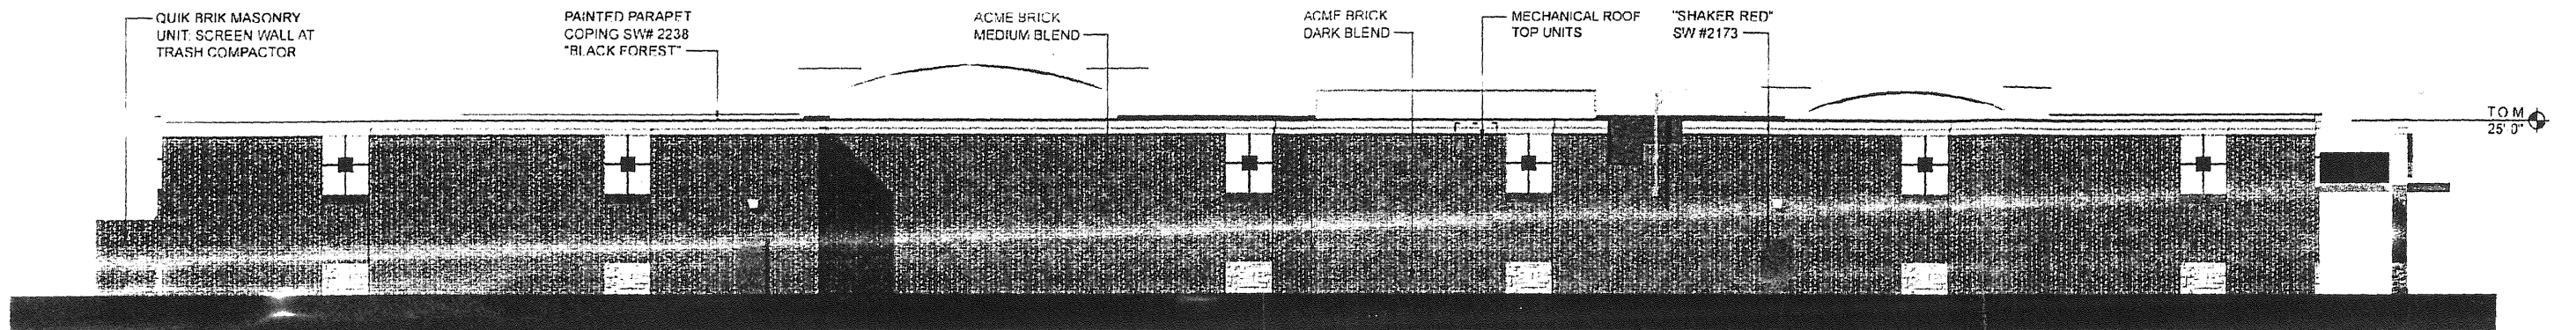 QUIK BRIK MASONRY
UNIT: SCREEN WALL AT
TRASH COMPACTOR
PAINTED PARAPET
COPING SW# 2238
"BLACK FOREST"
ACME BRICK
MEDIUM BLEND
ACME BRICK
DARK BLEND
MECHANICAL ROOF
TOP UNITS
"SHAKER RED"
SW #2173
T O M
25' 0"